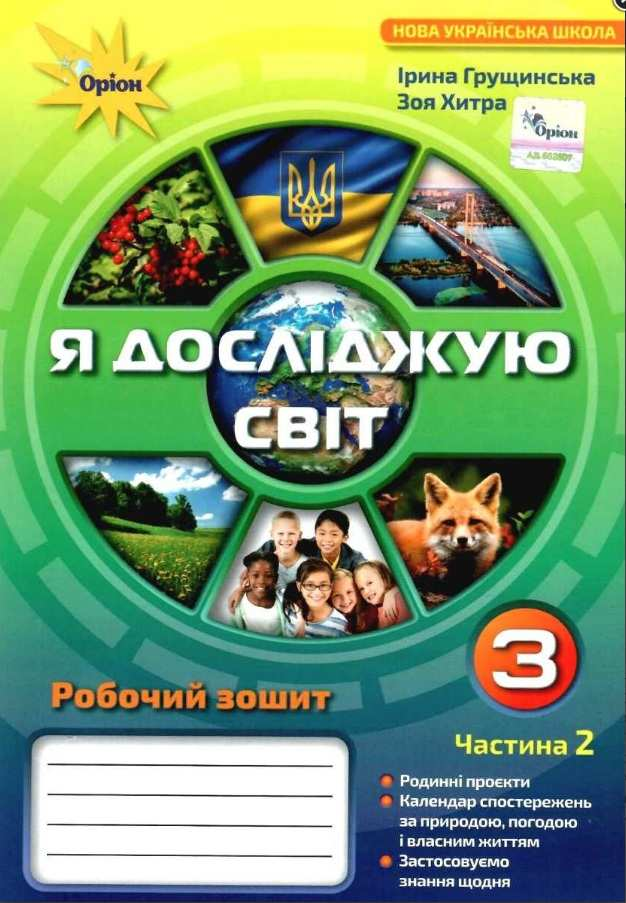 НОВА УКРАЇНСЬКА ШКОЛА
Оріон
Ірина Грущинська
Зоя Хитра
Оріон
Я ДОСЛІДЖУЮ
СВІТ
3
Робочий зошит
Частина 2
Родинні проєкти
Календар спостережень
за природою, погодою
і власним життям
Застосовуємо
знання щодня